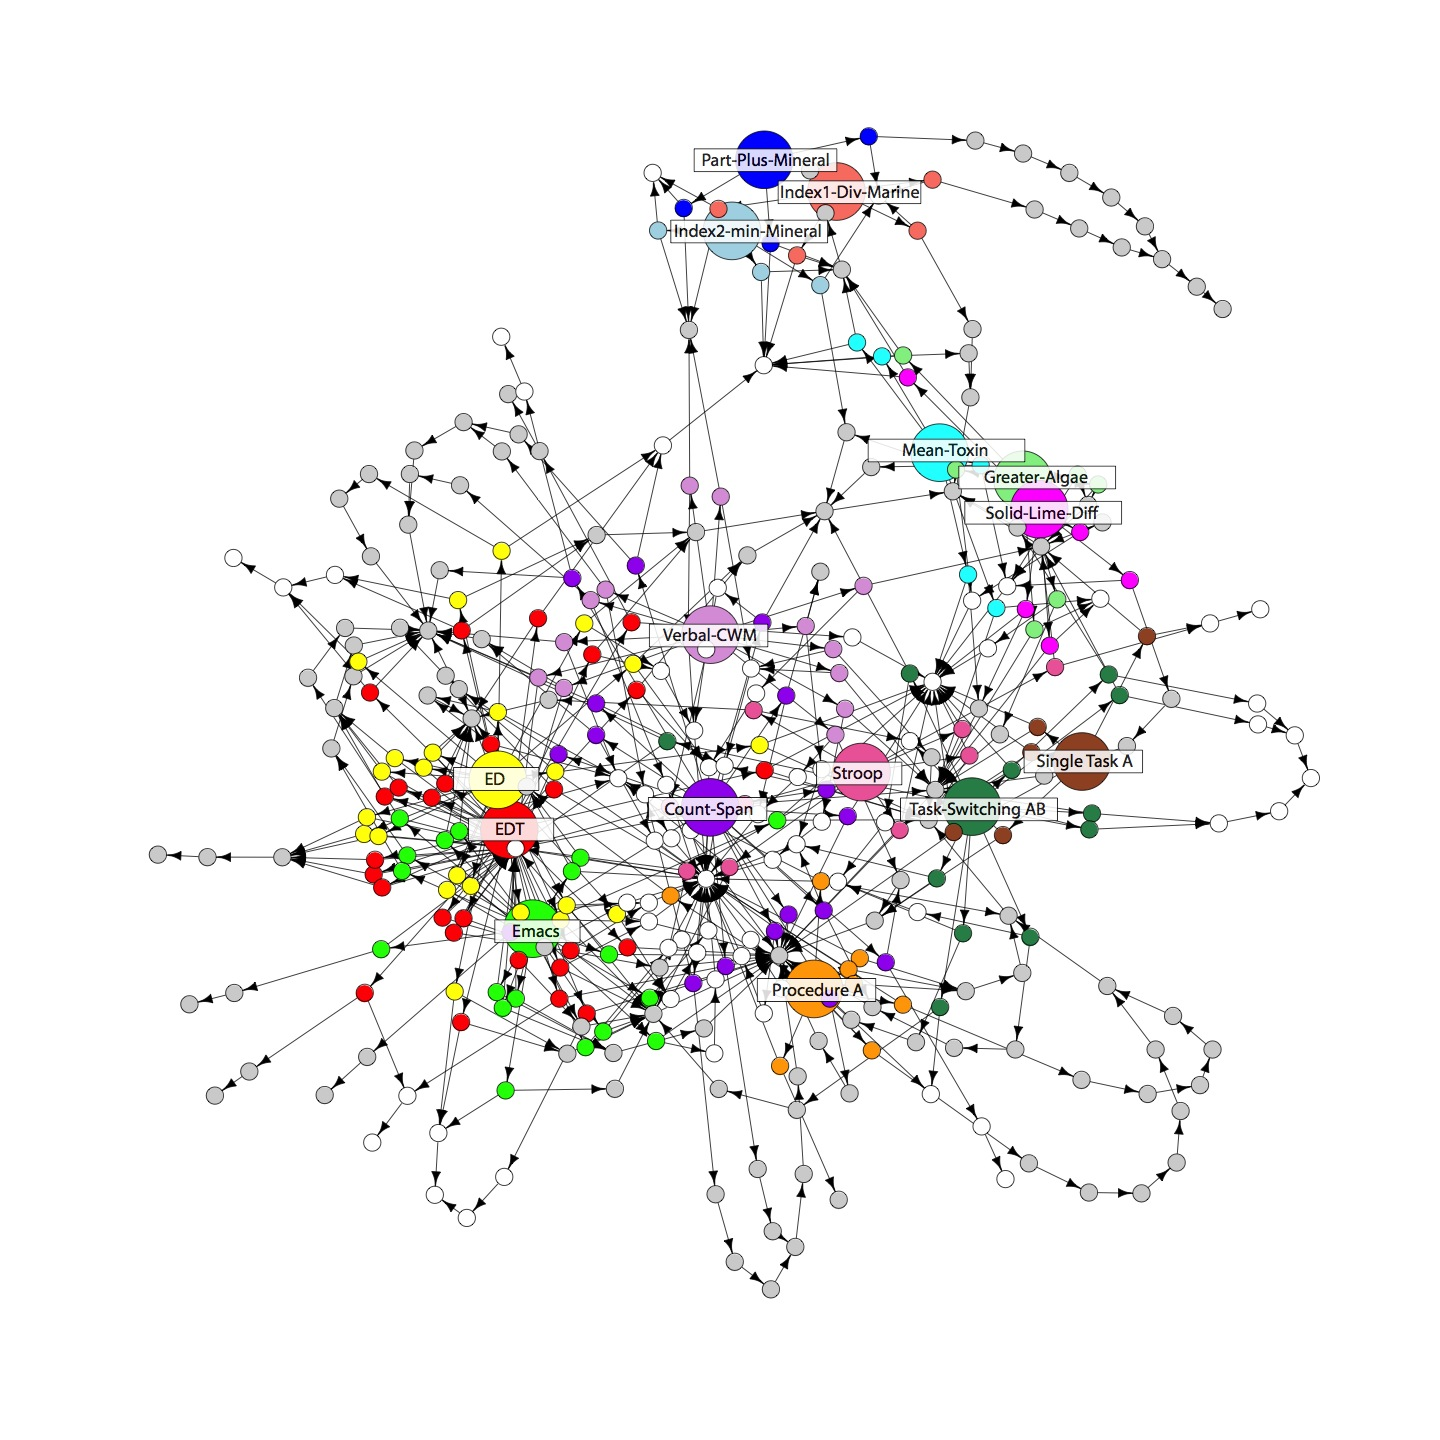 Part-Plus-Mineral
Index1-Div-Marine
Index2-min-Mineral
Mean-Toxin
Greater-Algae
Solid-Lime-Diff
Verbal-CWM
Single Task A
Stroop
ED
Count-Span
Task-Switching AB
EDT
Emacs
Procedure A